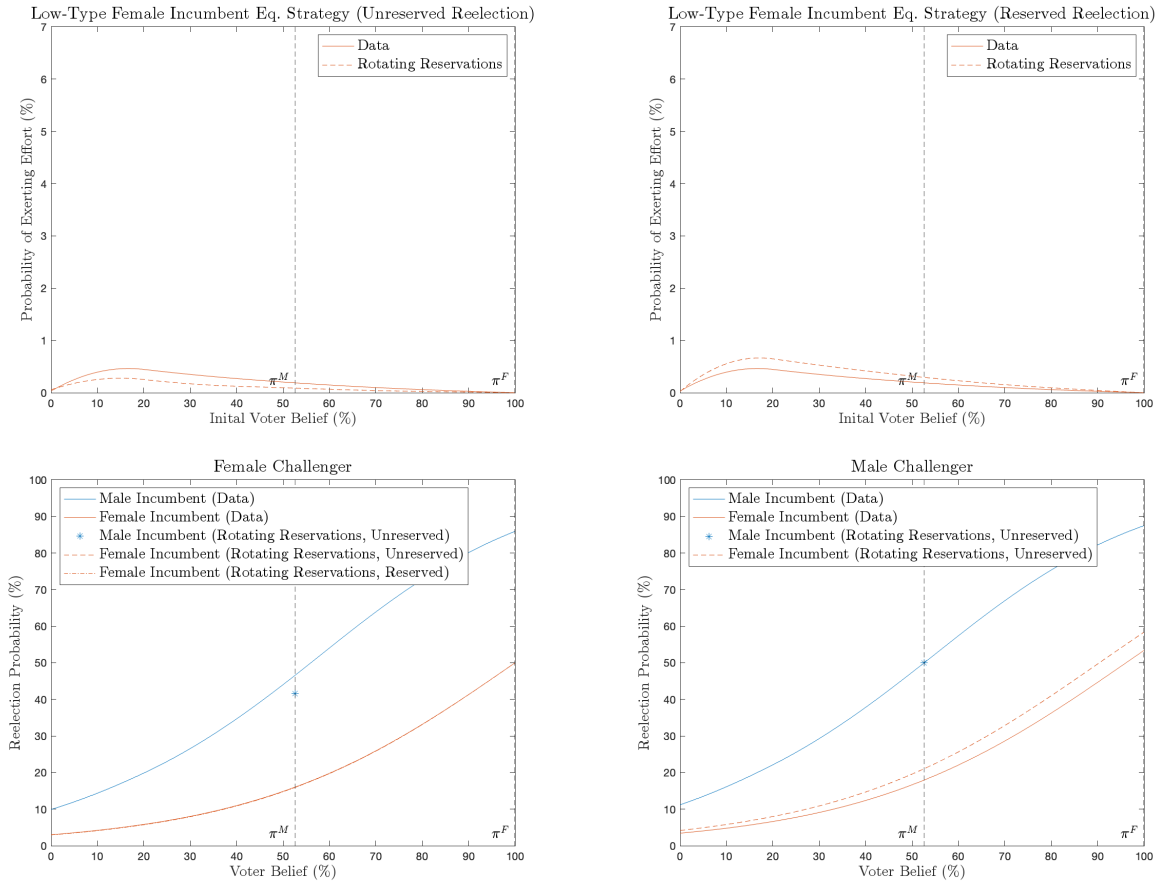 Low-Type Female Incumbent Eq. Strategy (Unreserved Reelection)
Data
Rotating Reservations
Probability of Exerting Effort (%)
7
6
5
4
3
2
1
0
π^M
π^F
0 10 20 30 40 50 60 70 80 90 100
Inital Voter Belief (%)
Low-Type Female Incumbent Eq. Strategy (Reserved Reelection)
Data
Rotating Reservations
Probability of Exerting Effort (%)
7
6
5
4
3
2
1
0
π^M
π^F
0 10 20 30 40 50 60 70 80 90 100
Inital Voter Belief (%)
Female Challenger
Male Incumbent (Data)
Female Incumbent (Data)
Male Incumbent (Rotating Reservations, Unreserved)
Female Incumbent (Rotating Reservations, Unreserved)
Female Incumbent (Rotating Reservations, Reserved)
Reelection Probability (%)
100
90
80
70
60
50
40
30
20
10
0
π^M
π^F
0 10 20 30 40 50 60 70 80 90 100
Voter Belief (%)
Male Challenger
Male Incumbent (Data)
Female Incumbent (Data)
Male Incumbent (Rotating Reservations, Unreserved)
Female Incumbent (Rotating Reservations, Unreserved)
Reelection Probability (%)
100
90
80
70
60
50
40
30
20
10
0
π^M
π^F
0 10 20 30 40 50 60 70 80 90 100
Voter Belief (%)